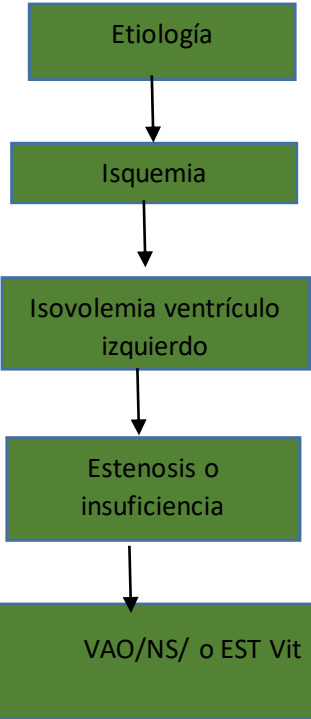 Etiología
Isquemia
Isovolemia ventrículo
izquierdo
Estenosis o
insuficiencia
VAO/NS/ o EST Vit